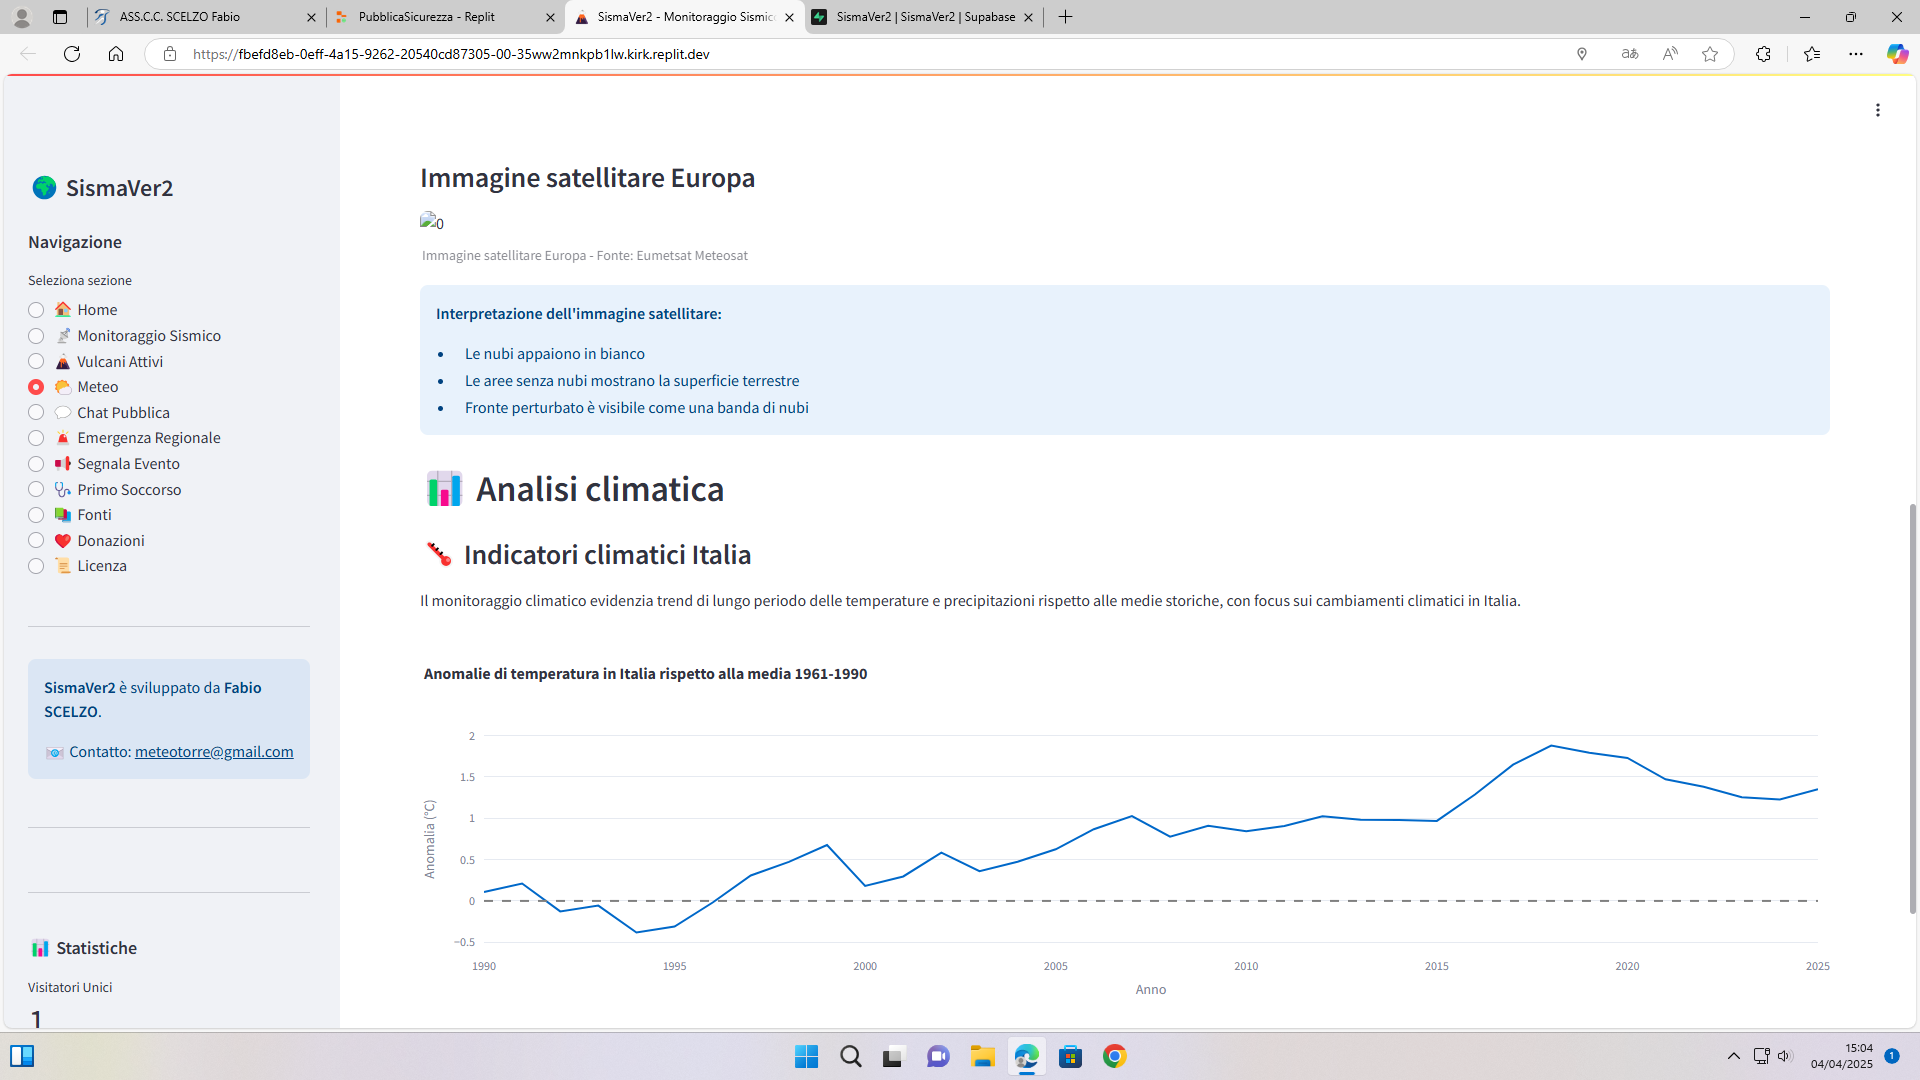 ASS.C.C. SCELZO Fabio
PubblicaSicurezza - Replit
SismaVer2 - Monitoraggio Sismic
SismaVer2 | SismaVer2 | Supabase
https://fbefd8eb-0eff-4a15-9262-20540cd87305-00-35ww2mnkpb1lw.kirk.replit.dev
SismaVer2
Navigazione
Seleziona sezione
Home
Monitoraggio Sismico
Vulcani Attivi
Meteo
Chat Pubblica
Emergenza Regionale
Segnala Evento
Primo Soccorso
Fonti
Donazioni
Licenza
SismaVer2 è sviluppato da Fabio
SCELZO.
Contatto: meteotorre@gmail.com
Statistiche
Visitatori Unici
1
Immagine satellitare Europa
0
Immagine satellitare Europa - Fonte: Eumetsat Meteosat
Interpretazione dell'immagine satellitare:
Le nubi appaiono in bianco
Le aree senza nubi mostrano la superficie terrestre
Fronte perturbato è visibile come una banda di nubi
Analisi climatica
Indicatori climatici Italia
Il monitoraggio climatico evidenzia trend di lungo periodo delle temperature e precipitazioni rispetto alle medie storiche, con focus sui cambiamenti climatici in Italia.
Anomalie di temperatura in Italia rispetto alla media 1961-1990
Anomalia (°C)
2
1.5
1
0.5
0
−0.5
1990 1995 2000 2005 2010 2015 2020 2025
Anno
15:04
04/04/2025
1